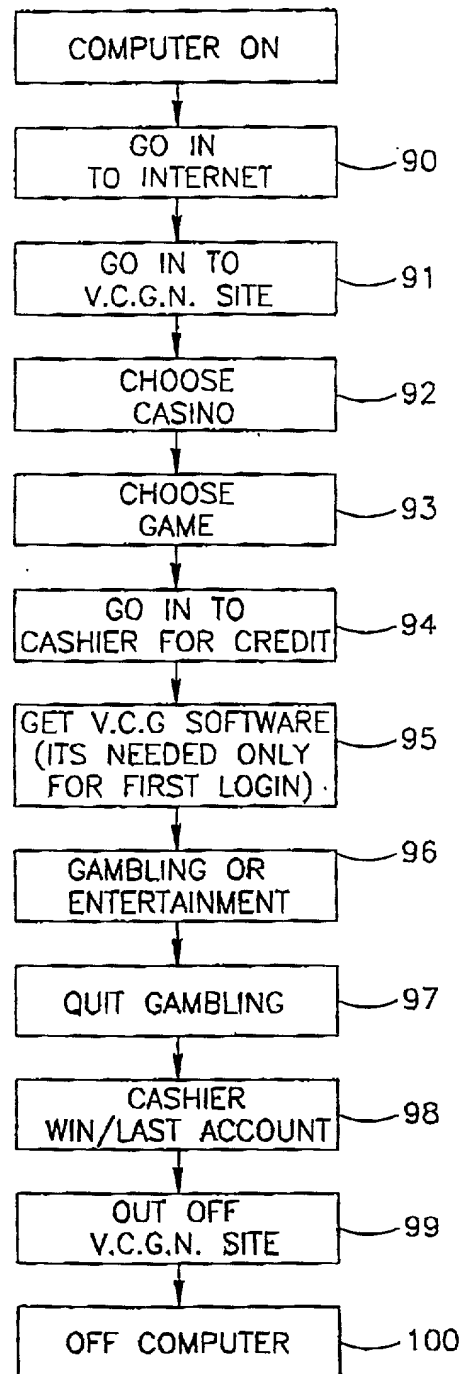 COMPUTER ON
GO IN
TO INTERNET
90
GO IN TO
V.C.G.N. SITE
91
CHOOSE
CASINO
92
CHOOSE
GAME
93
GO IN TO
CASHIER FOR CREDIT
94
GET V.C.G SOFTWARE
(ITS NEEDED ONLY
FOR FIRST LOGIN)
95
GAMBLING OR
ENTERTAINMENT
96
QUIT GAMBLING
97
CASHIER
WIN/LAST ACCOUNT
98
OUT OFF
V.C.G.N. SITE
99
OFF COMPUTER
100